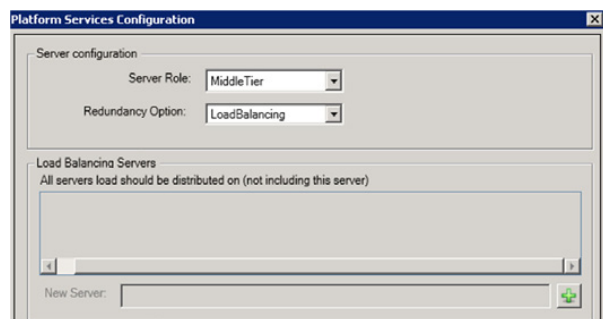 Platform Services Configuration
Server configuration
Server Role: MiddleTier
Redundancy Option: LoadBalancing
Load Balancing Servers
All servers load should be distributed on (not including this server)
New Server: